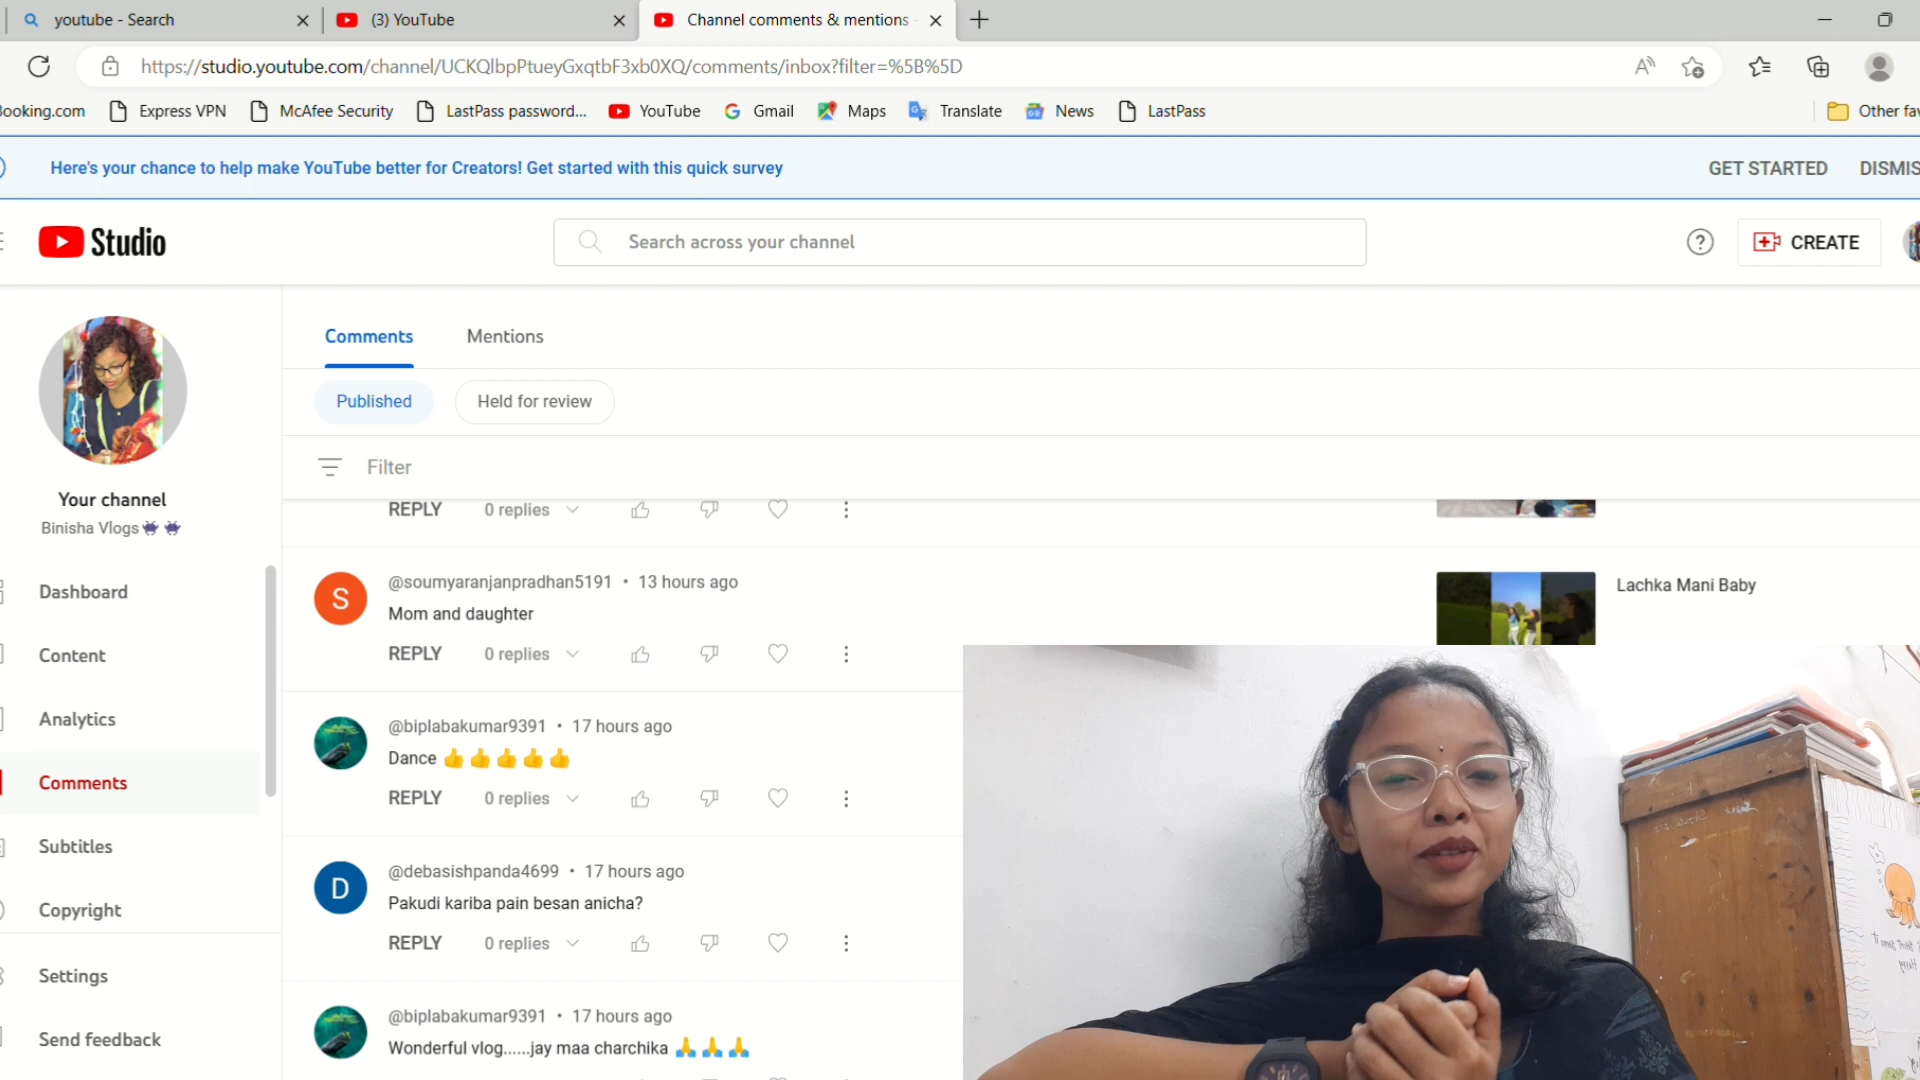 youtube - Search
(3) YouTube
Channel comments & mentions
https://studio.youtube.com/channel/UCKQlbpPtueyGxqtbF3xb0XQ/comments/inbox?filter=%5B%5D
Booking.com
Express VPN
McAfee Security
LastPass password...
YouTube
Gmail
Maps
Translate
News
LastPass
Other fav
Here's your chance to help make YouTube better for Creators! Get started with this quick survey
GET STARTED
DISMIS
Studio
Search across your channel
CREATE
Comments
Mentions
Published
Held for review
Filter
Your channel
Binisha Vlogs
Dashboard
Content
Analytics
Comments
Subtitles
Copyright
Settings
Send feedback
REPLY 0 replies
S
@soumyaranjanpradhan5191 • 13 hours ago
Mom and daughter
REPLY 0 replies
Lachka Mani Baby
@biplabakumar9391 • 17 hours ago
Dance 👍👍👍👍👍
REPLY 0 replies
D
@debasishpanda4699 • 17 hours ago
Pakudi kariba pain besan anicha?
REPLY 0 replies
@biplabakumar9391 • 17 hours ago
Wonderful vlog......jay maa charchika 🙏🙏🙏